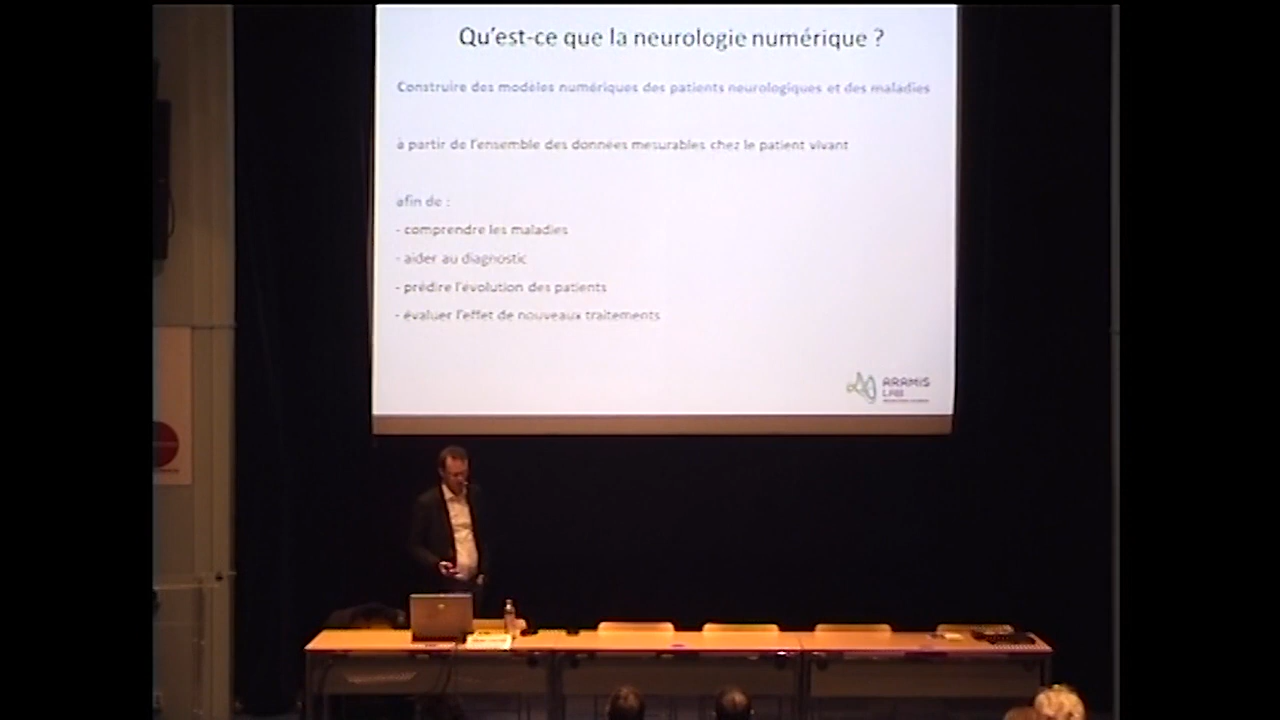 Qu'est-ce que la neurologie numérique ?
Construire des modèles numériques des patients neurologiques et des maladies
à partir de l'ensemble des données mesurables chez le patient vivant
afin de :
- comprendre les maladies
- aider au diagnostic
- prédire l'évolution des patients
- évaluer l'effet de nouveaux traitements
ARAMIS
LAB